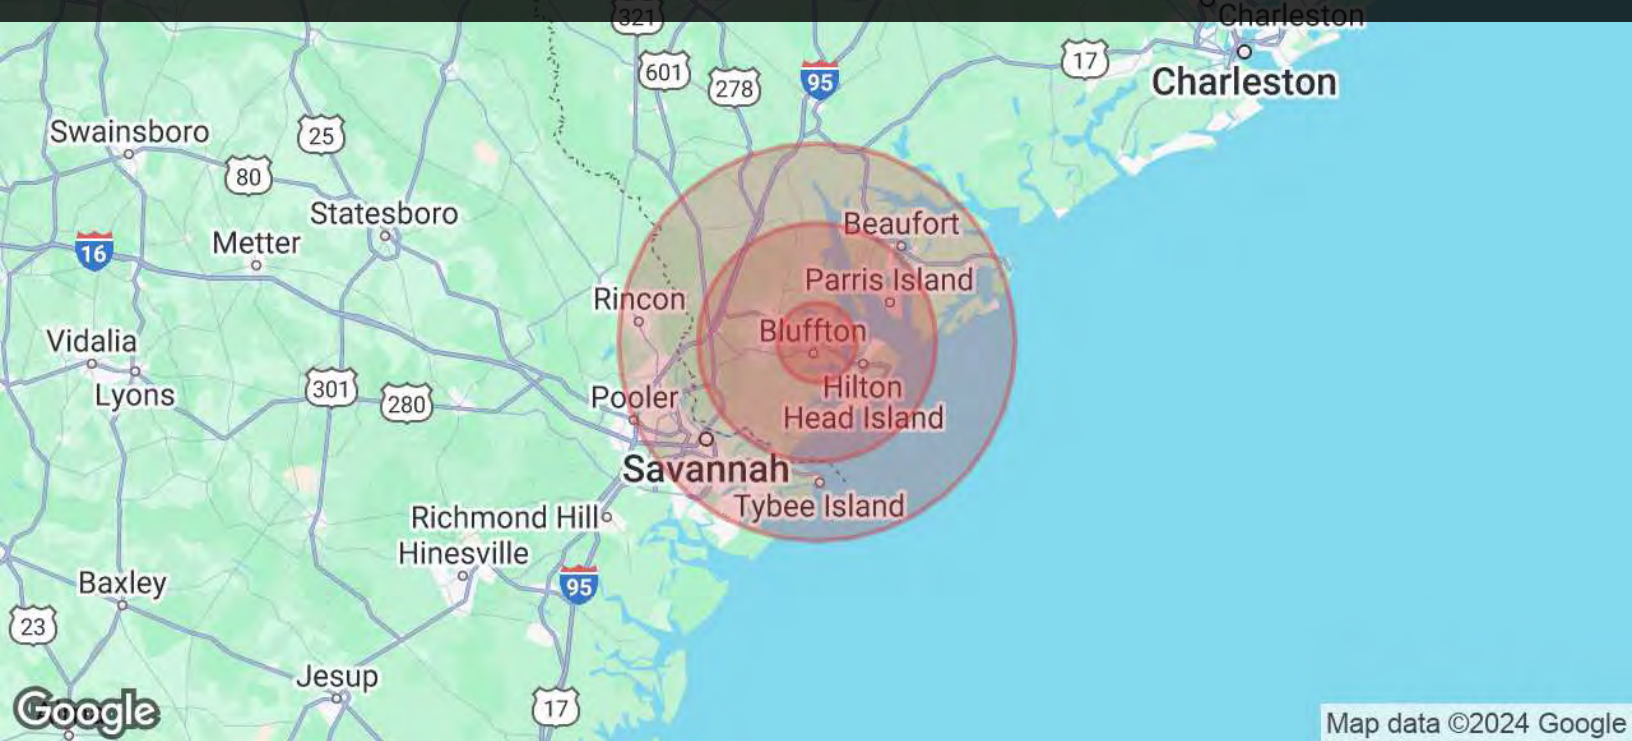 321
Charleston
601
278
95
17
Charleston
Swainsboro
25
80
Statesboro
Metter
16
Beaufort
Parris Island
Rincon
Bluffton
Vidalia
Lyons
301
280
Pooler
Hilton
Head Island
Savannah
Tybee Island
Richmond Hill
Hinesville
95
Baxley
23
Jesup
17
Google
Map data ©2024 Google